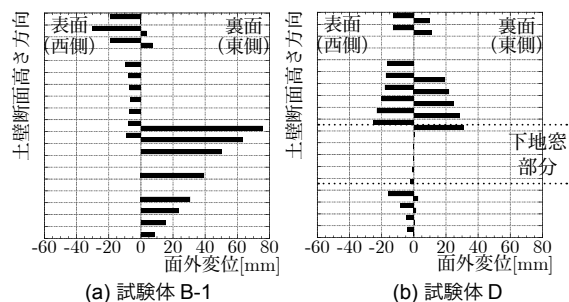 土壁断面高さ方向
表面
(西側)
裏面
(東側)
-60 -40 -20 0 20 40 60 80
面外変位[mm]
(a) 試験体 B-1
土壁断面高さ方向
表面
(西側)
裏面
(東側)
下地窓
部分
-60 -40 -20 0 20 40 60 80
面外変位[mm]
(b) 試験体 D